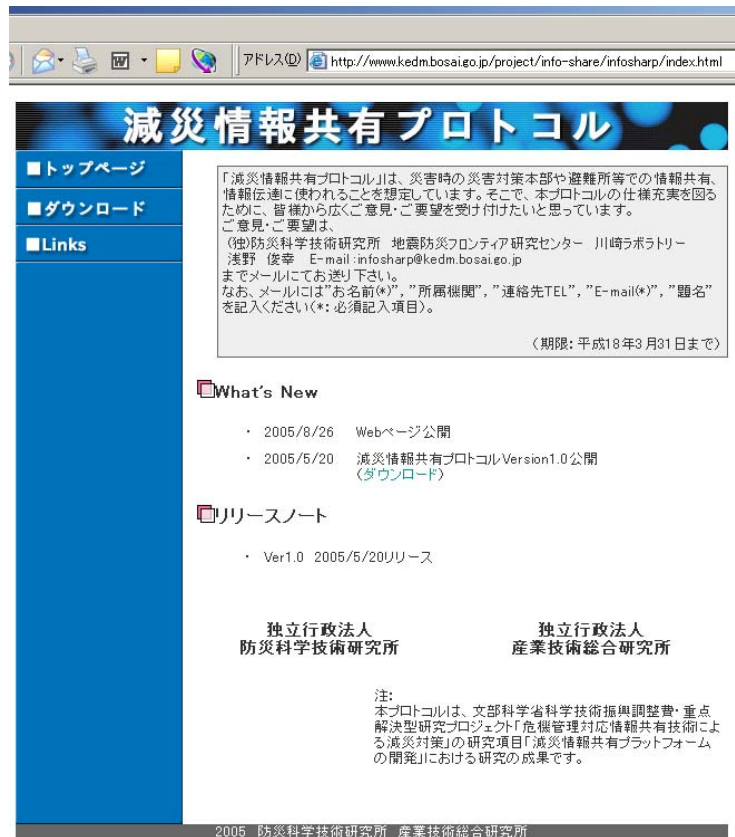 アドレス(D) http://www.kedm.bosai.go.jp/project/info-share/infosharp/index.html
減災情報共有プロトコル
■トップページ
■ダウンロード
■Links
「減災情報共有プロトコル」は、災害時の災害対策本部や避難所等での情報共有、
情報伝達に使われることを想定しています。そこで、本プロトコルの仕様充実を図る
ために、皆様から広くご意見・ご要望を受け付けたいと思っています。
ご意見・ご要望は、
(独)防災科学技術研究所 地震防災フロンティア研究センター 川崎ラボラトリー
浅野 俊幸 E-mail:infosharp@kedm.bosai.go.jp
までメールにてお送り下さい。
なお、メールには"お名前(*)", "所属機関", "連絡先TEL", "E-mail(*)", "題名"
を記入ください(*: 必須記入項目)。
(期限: 平成18年3月31日まで)
What's New
・ 2005/8/26 Webページ公開
・ 2005/5/20 減災情報共有プロトコルVersion1.0公開
(ダウンロード)
リリースノート
・ Ver1.0 2005/5/20リリース
独立行政法人
防災科学技術研究所
独立行政法人
産業技術総合研究所
注:
本プロトコルは、文部科学省科学技術振興調整費・重点
解決型研究プロジェクト「危機管理対応情報共有技術によ
る減災対策」の研究項目「減災情報共有プラットフォーム
の開発」における研究の成果です。
2005 防災科学技術研究所 産業技術総合研究所